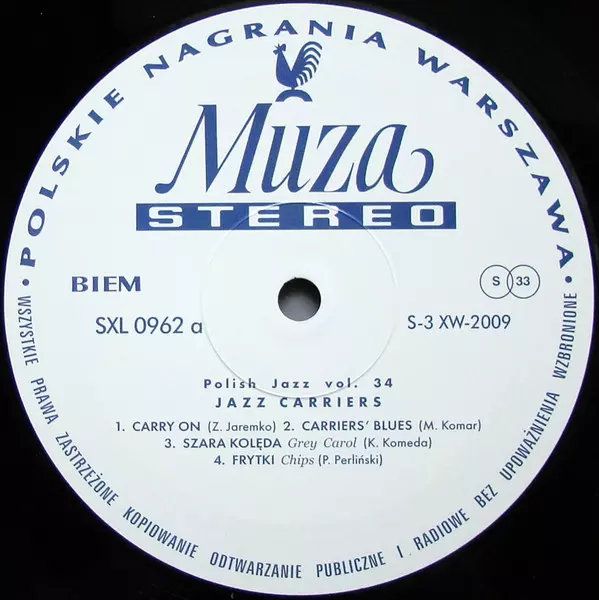 • POLSKIE NAGRANIA WARSZAWA •
Muza
STEREO
BIEM
S 33
SXL 0962 a
S-3 XW-2009
Polish Jazz vol. 34
JAZZ CARRIERS
1. CARRY ON (Z. Jaremko) 2. CARRIERS' BLUES (M. Komar)
3. SZARA KOLĘDA Grey Carol (K. Komeda)
4. FRYTKI Chips (P. Perliński)
WSZYSTKIE PRAWA ZASTRZEŻONE KOPIOWANIE ODTWARZANIE PUBLICZNE I RADIOWE BEZ UPOWAŻNIENIA WZBRONIONE